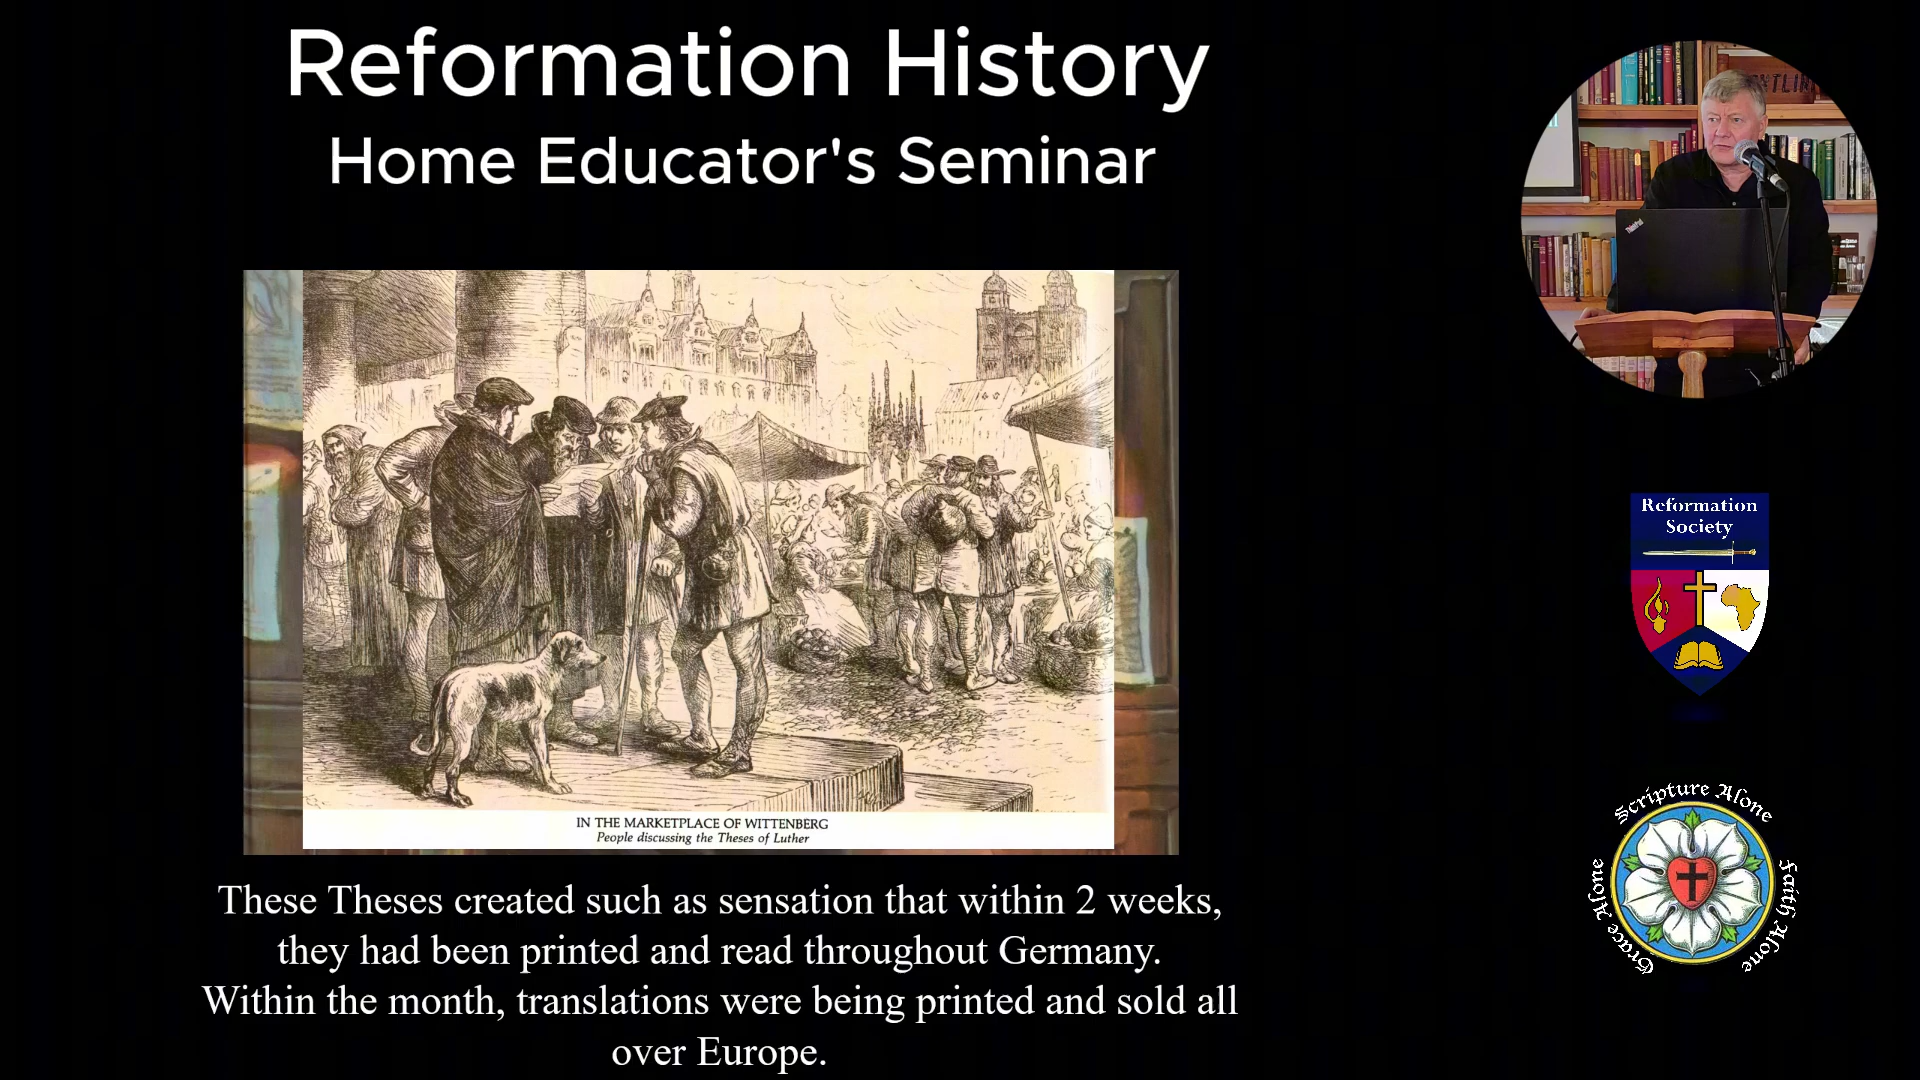 Reformation History
Home Educator's Seminar
IN THE MARKETPLACE OF WITTENBERG
People discussing the Theses of Luther
These Theses created such as sensation that within 2 weeks,
they had been printed and read throughout Germany.
Within the month, translations were being printed and sold all
over Europe.
ThinkPad
Reformation
Society
Scripture Alone
Grace Alone
Faith Alone